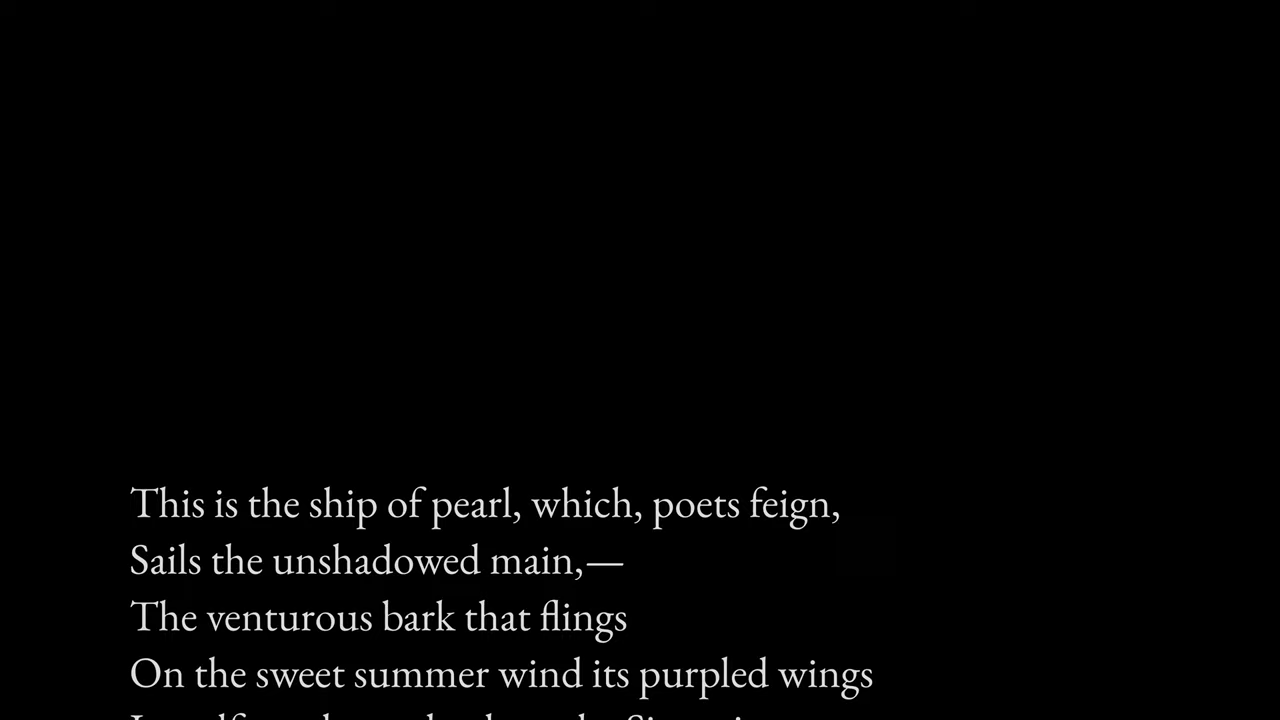 This is the ship of pearl, which, poets feign,
Sails the unshadowed main,—
The venturous bark that flings
On the sweet summer wind its purpled wings